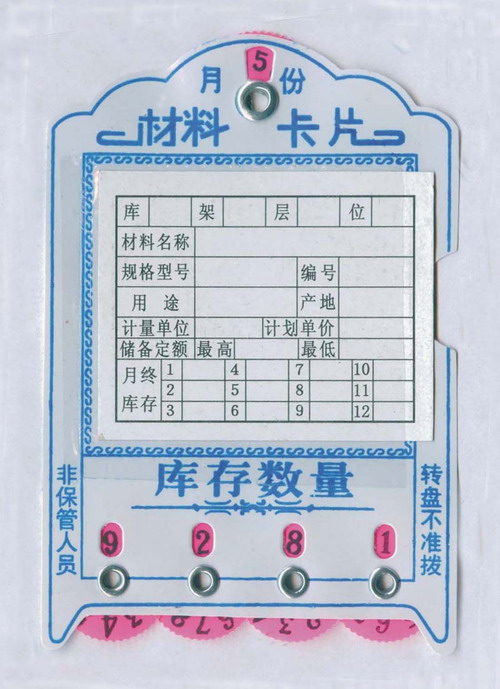 月 5 份
材料 卡片
库 架 层 位
材料名称
规格型号 编号
用途 产地
计量单位 计划单价
储备定额 最高 最低
月终库存 1 4 7 10
2 5 8 11
3 6 9 12
库存数量
非保管人员
转盘不准拨
9 2 8 1